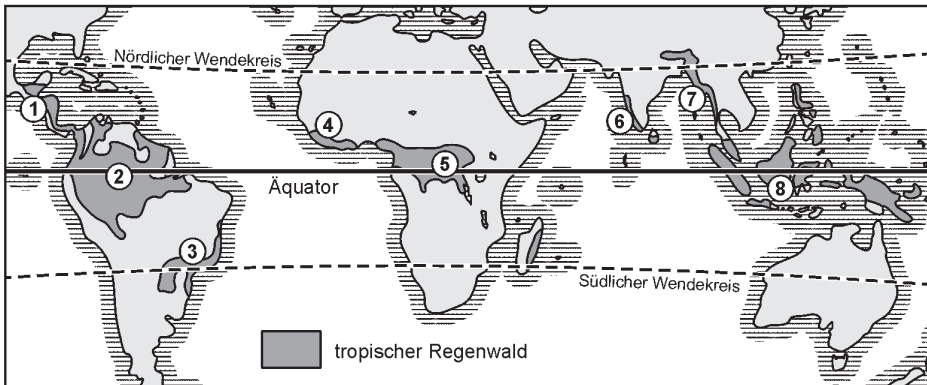 Nördlicher Wendekreis
1
7
4
6
5
2
8
Äquator
3
Südlicher Wendekreis
tropischer Regenwald